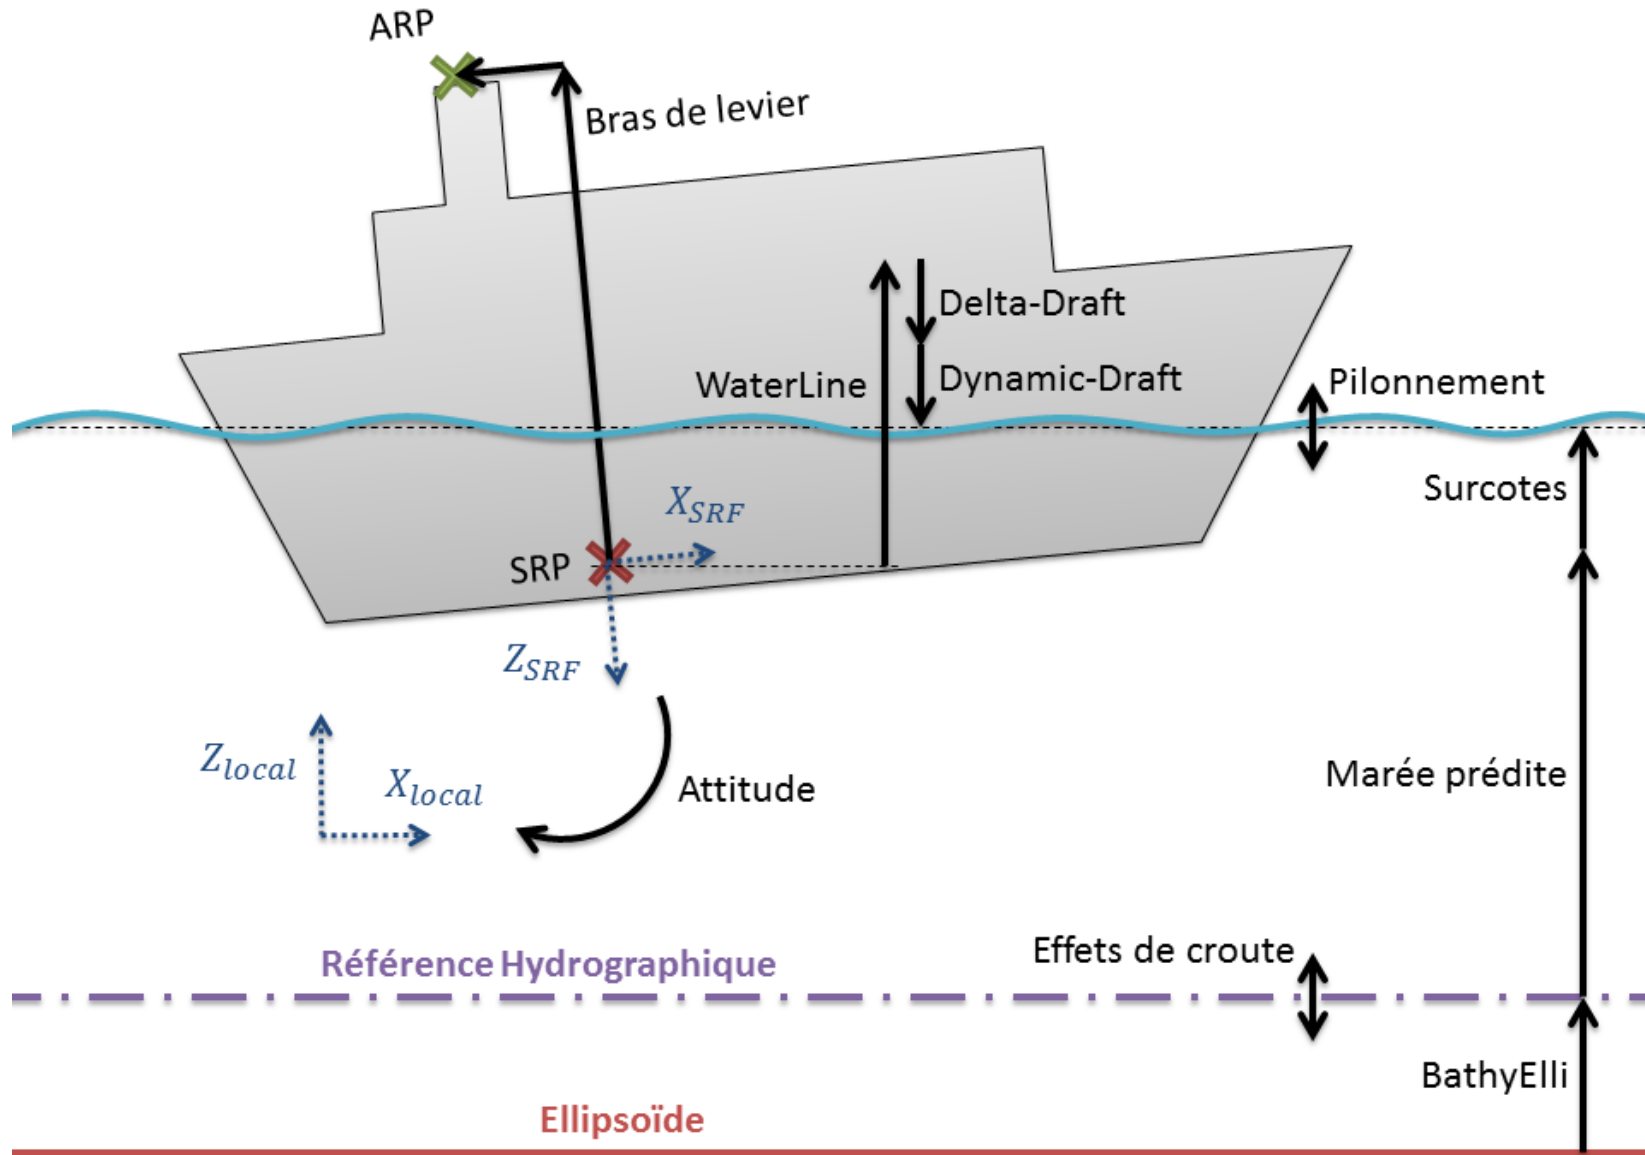 ARP
Bras de levier
Delta-Draft
WaterLine
Dynamic-Draft
Pilonnement
Surcotes
X_SRF
SRP
Z_SRF
Z_local
X_local
Attitude
Marée prédite
Référence Hydrographique
Effets de croute
BathyElli
Ellipsoïde